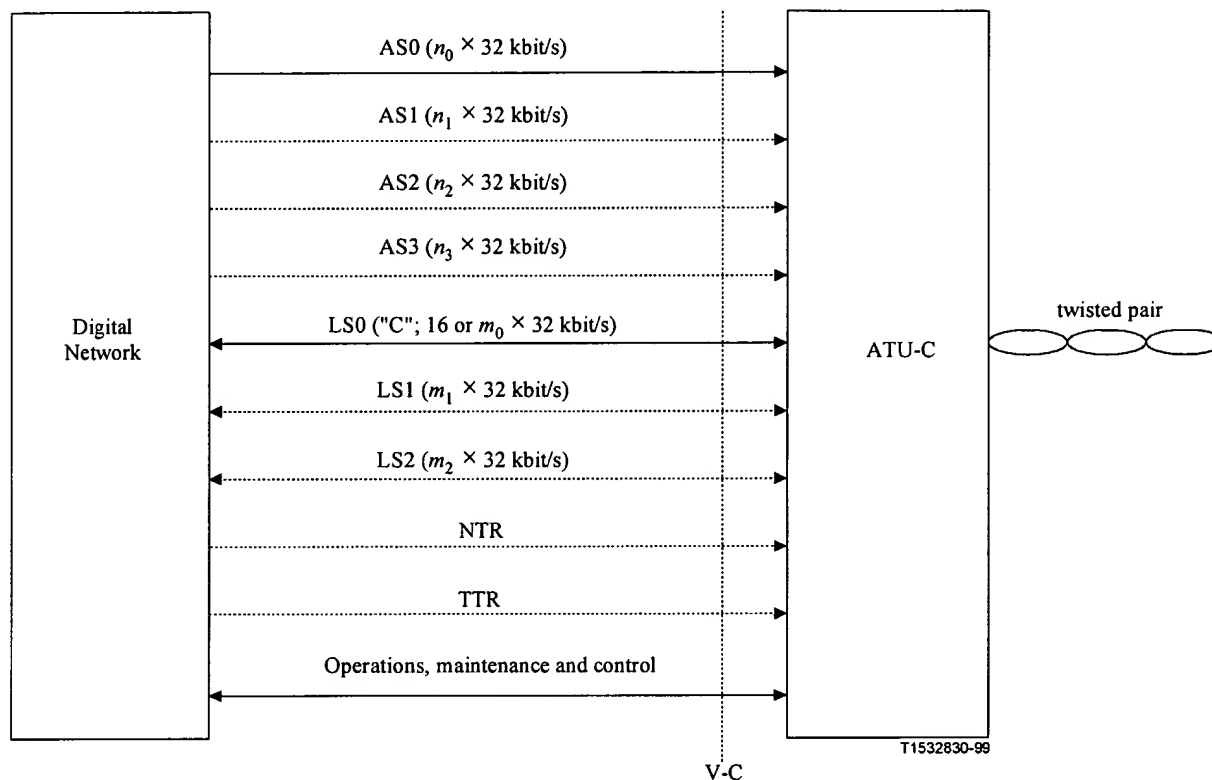 AS0 (n0 × 32 kbit/s)
AS1 (n1 × 32 kbit/s)
AS2 (n2 × 32 kbit/s)
AS3 (n3 × 32 kbit/s)
Digital
Network
LS0 ("C"; 16 or m0 × 32 kbit/s)
ATU-C
twisted pair
LS1 (m1 × 32 kbit/s)
LS2 (m2 × 32 kbit/s)
NTR
TTR
Operations, maintenance and control
T1532830-99
V-C